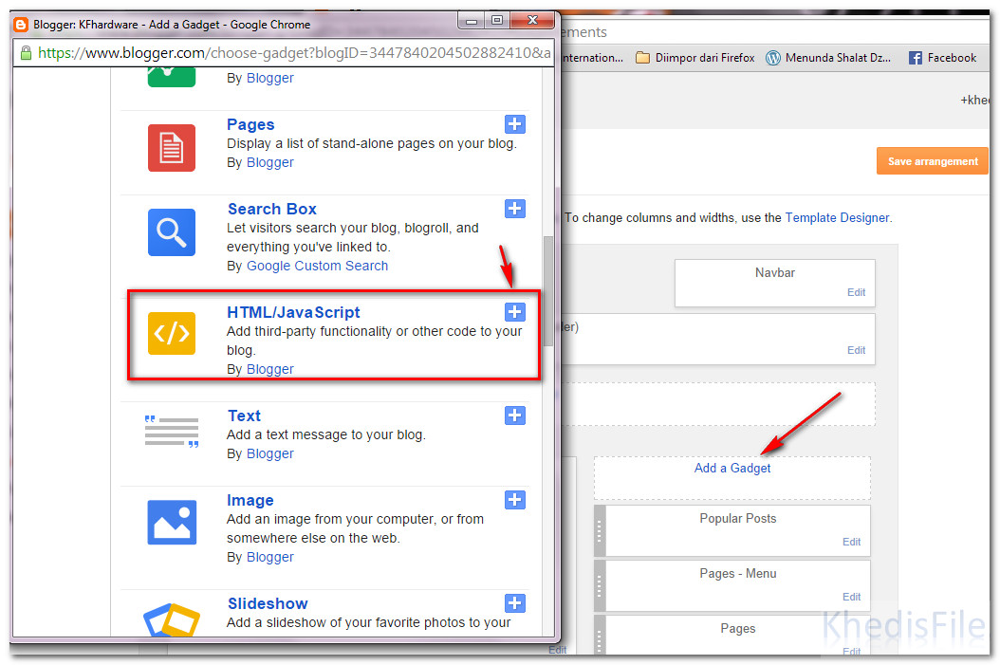 Blogger: KFhardware - Add a Gadget - Google Chrome
https://www.blogger.com/choose-gadget?blogID=3447840204502882410&a
By Blogger
Pages
Display a list of stand-alone pages on your blog.
By Blogger
Search Box
Let visitors search your blog, blogroll, and
everything you've linked to.
By Google Custom Search
HTML/JavaScript
Add third-party functionality or other code to your
blog.
By Blogger
Text
Add a text message to your blog.
By Blogger
Image
Add an image from your computer, or from
somewhere else on the web.
By Blogger
Slideshow
Add a slideshow of your favorite photos to your
ements
nternation...
Diimpor dari Firefox
Menunda Shalat Dz...
Facebook
+khe
Save arrangement
To change columns and widths, use the Template Designer.
Navbar
Edit
der)
Edit
Add a Gadget
Popular Posts
Edit
Pages - Menu
Edit
Pages
Edit
Edit
KhedisFile